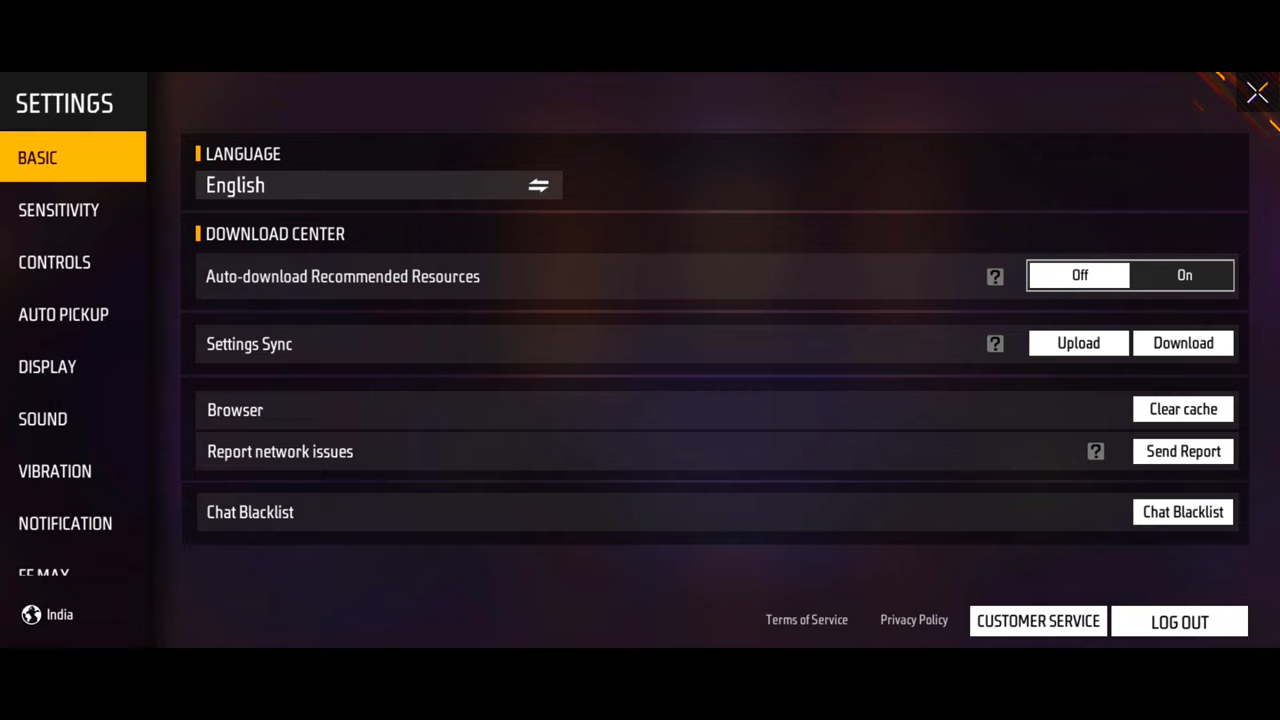 SETTINGS
BASIC
SENSITIVITY
CONTROLS
AUTO PICKUP
DISPLAY
SOUND
VIBRATION
NOTIFICATION
FF MAX
India
LANGUAGE
English
DOWNLOAD CENTER
Auto-download Recommended Resources ? Off On
Settings Sync ? Upload Download
Browser Clear cache
Report network issues ? Send Report
Chat Blacklist Chat Blacklist
Terms of Service Privacy Policy CUSTOMER SERVICE LOG OUT